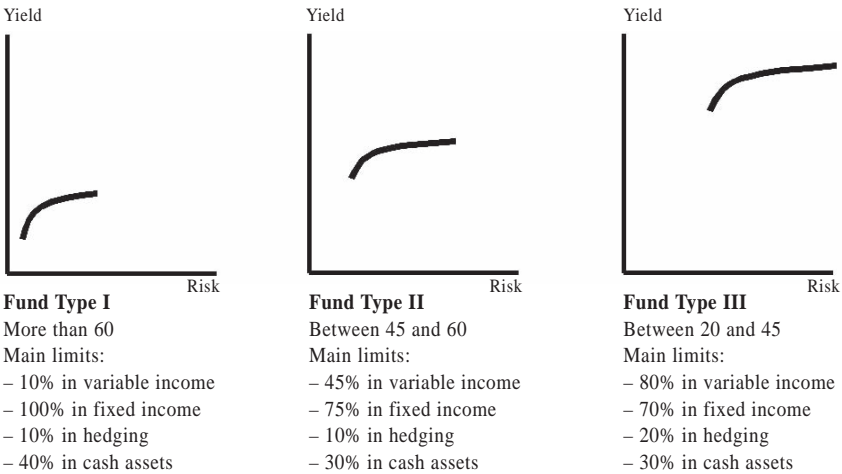 Yield
Risk
Fund Type I
More than 60
Main limits:
– 10% in variable income
– 100% in fixed income
– 10% in hedging
– 40% in cash assets
Yield
Risk
Fund Type II
Between 45 and 60
Main limits:
– 45% in variable income
– 75% in fixed income
– 10% in hedging
– 30% in cash assets
Yield
Risk
Fund Type III
Between 20 and 45
Main limits:
– 80% in variable income
– 70% in fixed income
– 20% in hedging
– 30% in cash assets